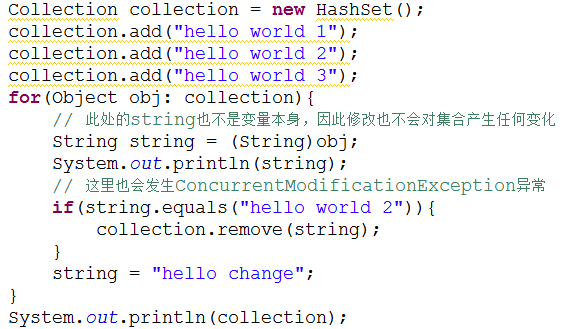 Collection collection = new HashSet();
collection.add("hello world 1");
collection.add("hello world 2");
collection.add("hello world 3");
for(Object obj: collection){
    // 此处的string也不是变量本身，因此修改也不会对集合产生任何变化
    String string = (String)obj;
    System.out.println(string);
    // 这里也会发生ConcurrentModificationException异常
    if(string.equals("hello world 2")){
        collection.remove(string);
    }
    string = "hello change";
}
System.out.println(collection);